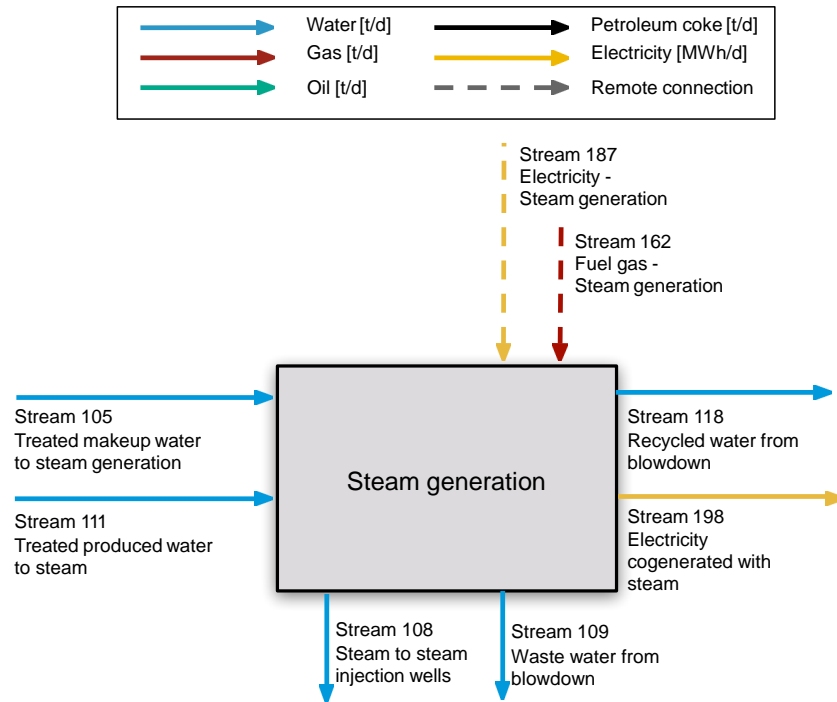 Water [t/d]
Petroleum coke [t/d]
Gas [t/d]
Electricity [MWh/d]
Oil [t/d]
Remote connection
Stream 187
Electricity -
Steam generation
Stream 162
Fuel gas -
Steam generation
Stream 105
Treated makeup water
to steam generation
Stream 118
Recycled water from
blowdown
Steam generation
Stream 111
Treated produced water
to steam
Stream 198
Electricity
cogenerated with
steam
Stream 108
Steam to steam
injection wells
Stream 109
Waste water from
blowdown